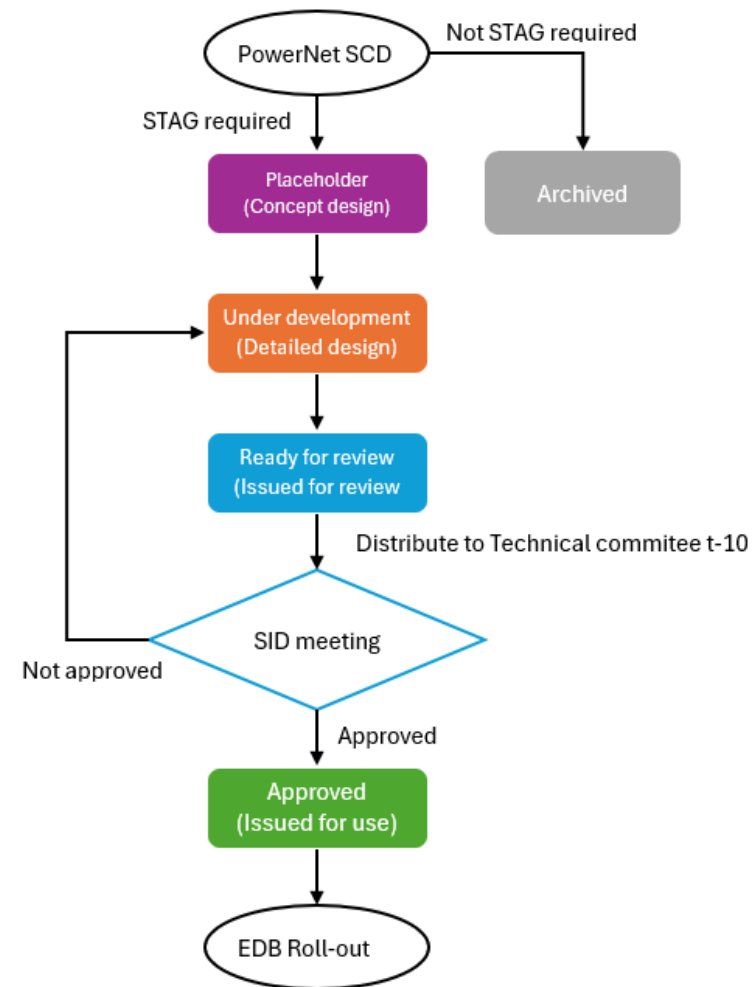 PowerNet SCD
Not STAG required
STAG required
Placeholder
(Concept design)
Archived
Under development
(Detailed design)
Ready for review
(Issued for review
Distribute to Technical commitee t-10
SID meeting
Not approved
Approved
Approved
(Issued for use)
EDB Roll-out